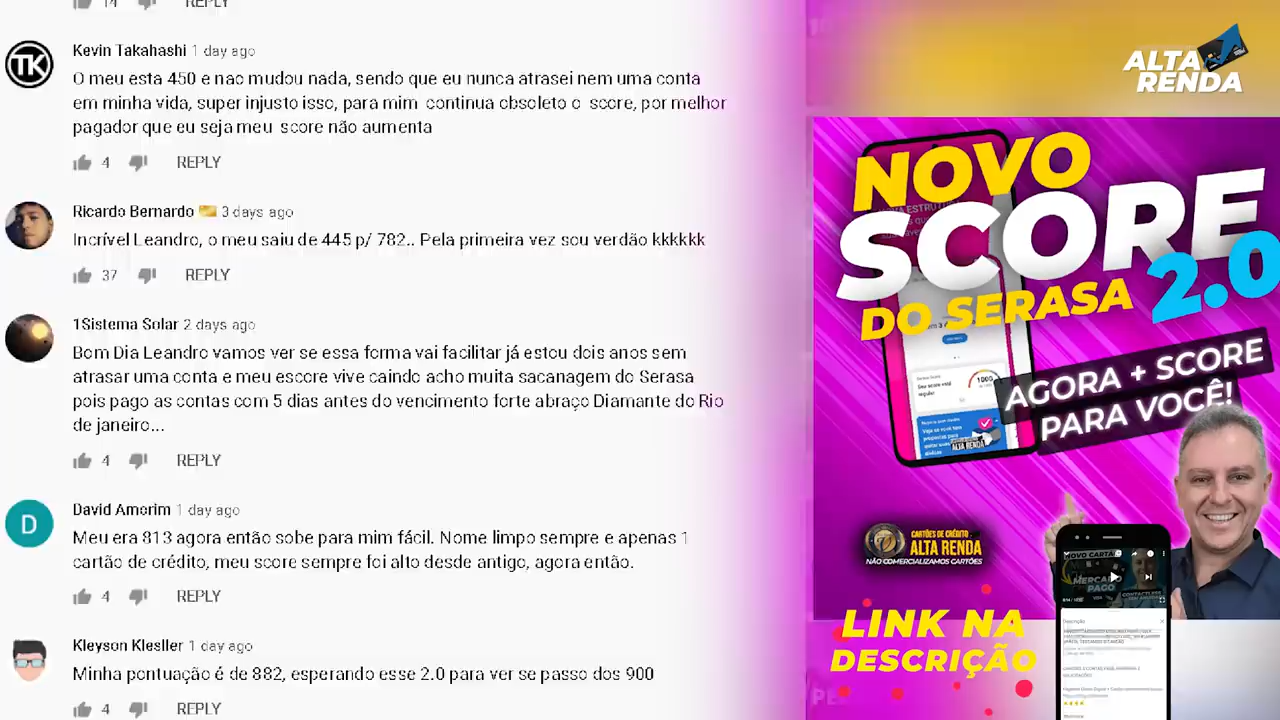 14 REPLY
Kevin Takahashi 1 day ago
O meu esta 450 e nao mudou nada, sendo que eu nunca atrasei nem uma conta
em minha vida, super injusto isso, para mim continua obsoleto o score, por melhor
pagador que eu seja meu score não aumenta
4 REPLY
Ricardo Bernardo 3 days ago
Incrível Leandro, o meu saiu de 445 p/ 782.. Pela primeira vez sou verdão kkkkkk
37 REPLY
1Sistema Solar 2 days ago
Bom Dia Leandro vamos ver se essa forma vai facilitar já estou dois anos sem
atrasar uma conta e meu escore vive caindo acho muita sacanagem do Serasa
pois pago as contas em 5 dias antes do vencimento forte abraço Diamante do Rio
de janeiro...
4 REPLY
David Amorim 1 day ago
Meu era 813 agora então sobe para mim fácil. Nome limpo sempre e apenas 1
cartão de crédito. Meu score sempre foi alto desde antigo, agora então.
4 REPLY
Kleyson Klesller 1 day ago
Minha pontuação é da 882, esperando esse 2.0 para ver se passo dos 900
4 REPLY
TK
D
ALTA
RENDA
NOVO
SCORE
DO SERASA 2.0
AGORA + SCORE
PARA VOCÊ!
1000
CARTÕES DE CRÉDITO
ALTA RENDA
NÃO COMERCIALIZAMOS CARTÕES
LINK NA
DESCRIÇÃO
MERCADO
PAGO
Descrição